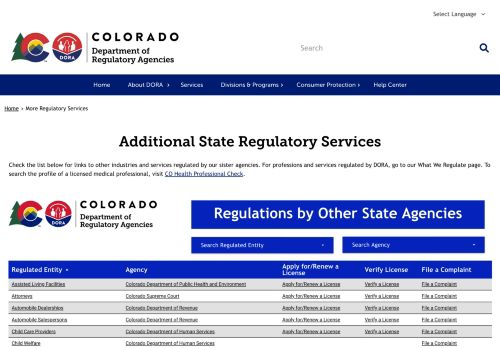 Select Language
COLORADO
Department of
Regulatory Agencies
DORA
Search
Home About DORA Services Divisions & Programs Consumer Protection Help Center
Home > More Regulatory Services
Additional State Regulatory Services
Check the list below for links to other industries and services regulated by our sister agencies. For professions and services regulated by DORA, go to our What We Regulate page. To
search the profile of a licensed medical professional, visit CO Health Professional Check.
COLORADO
Department of
Regulatory Agencies
DORA
Regulations by Other State Agencies
Search Regulated Entity Search Agency
Regulated Entity Agency Apply for/Renew a License Verify License File a Complaint
Assisted Living Facilities Colorado Department of Public Health and Environment Apply for/Renew a License Verify a License File a Complaint
Attorneys Colorado Supreme Court Apply for/Renew a License Verify a License File a Complaint
Automobile Dealerships Colorado Department of Revenue Apply for/Renew a License Verify a License File a Complaint
Automobile Salespersons Colorado Department of Revenue Apply for/Renew a License Verify a License File a Complaint
Child Care Providers Colorado Department of Human Services Apply for/Renew a License Verify a License File a Complaint
Child Welfare Colorado Department of Human Services Apply for/Renew a License Verify a License File a Complaint